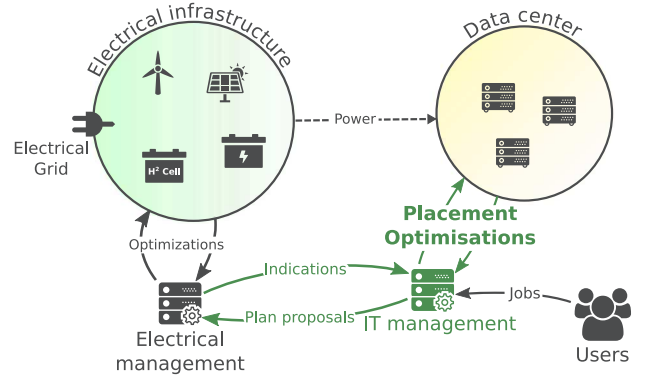 Electrical infrastructure
Data center
Power
Electrical
Grid
H² Cell
Placement
Optimisations
Optimizations
Indications
Jobs
Plan proposals
IT management
Electrical
management
Users